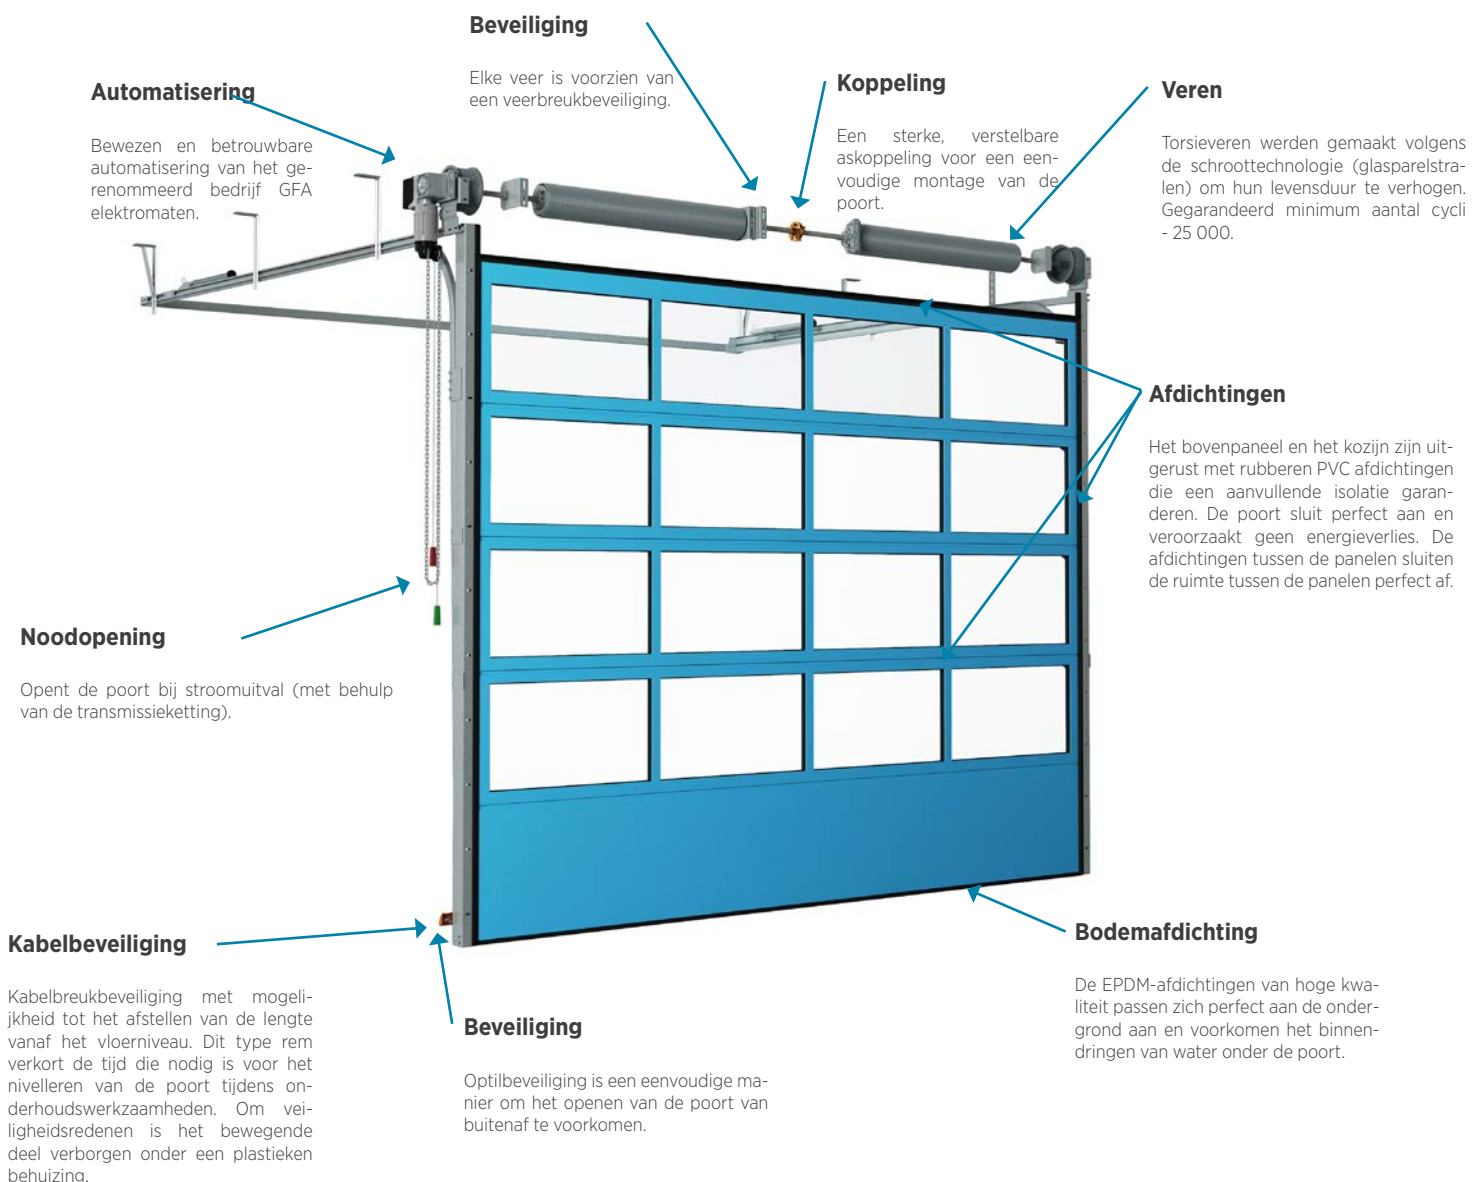 Beveiliging
Elke veer is voorzien van
een veerbreukbeveiliging.
Automatisering
Bewezen en betrouwbare
automatisering van het ge-
renommeerd bedrijf GFA
elektromaten.
Koppeling
Een sterke, verstelbare
askoppeling voor een een-
voudige montage van de
poort.
Veren
Torsieveren werden gemaakt volgens
de schroottechnologie (glasparelstra-
len) om hun levensduur te verhogen.
Gegarandeerd minimum aantal cycli
- 25 000.
Afdichtingen
Het bovenpaneel en het kozijn zijn uit-
gerust met rubberen PVC afdichtingen
die een aanvullende isolatie garan-
deren. De poort sluit perfect aan en
veroorzaakt geen energieverlies. De
afdichtingen tussen de panelen sluiten
de ruimte tussen de panelen perfect af.
Noodopening
Opent de poort bij stroomuitval (met behulp
van de transmissieketting).
Kabelbeveiliging
Kabelbreukbeveiliging met mogeli-
jkheid tot het afstellen van de lengte
vanaf het vloerniveau. Dit type rem
verkort de tijd die nodig is voor het
nivelleren van de poort tijdens on-
derhoudswerkzaamheden. Om vei-
ligheidsredenen is het bewegende
deel verborgen onder een plastieken
behuizing.
Beveiliging
Optilbeveiliging is een eenvoudige ma-
nier om het openen van de poort van
buitenaf te voorkomen.
Bodemafdichting
De EPDM-afdichtingen van hoge kwa-
liteit passen zich perfect aan de onder-
grond aan en voorkomen het binnen-
dringen van water onder de poort.